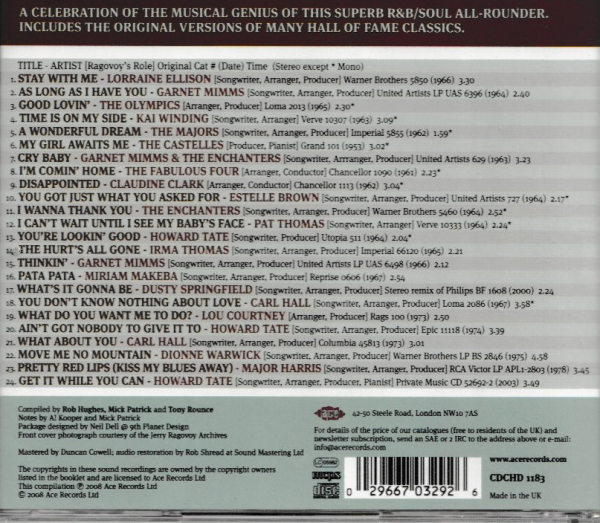 A CELEBRATION OF THE MUSICAL GENIUS OF THIS SUPERB R&B/SOUL ALL-ROUNDER.
INCLUDES THE ORIGINAL VERSIONS OF MANY HALL OF FAME CLASSICS.
TITLE - ARTIST [Ragovoy's Role] Original Cat # (Date) Time (Stereo except * Mono)
1. STAY WITH ME - LORRAINE ELLISON [Songwriter, Arranger, Producer] Warner Brothers 5850 (1966) 3.30
2. AS LONG AS I HAVE YOU - GARNET MIMMS [Songwriter, Arranger, Producer] United Artists LP UAS 6396 (1964) 2.40
3. GOOD LOVIN' - THE OLYMPICS [Arranger, Producer] Loma 2013 (1965) 2.30*
4. TIME IS ON MY SIDE - KAI WINDING [Songwriter, Arranger] Verve 10307 (1963) 3.09*
5. A WONDERFUL DREAM - THE MAJORS [Songwriter, Arranger, Producer] Imperial 5855 (1962) 1.59*
6. MY GIRL AWAITS ME - THE CASTELLES [Producer, Pianist] Grand 101 (1953) 3.02*
7. CRY BABY - GARNET MIMMS & THE ENCHANTERS [Songwriter, Arranger, Producer] United Artists 629 (1963) 3.23
8. I'M COMIN' HOME - THE FABULOUS FOUR [Arranger, Conductor] Chancellor 1090 (1961) 2.23*
9. DISAPPOINTED - CLAUDINE CLARK [Arranger, Conductor] Chancellor 1113 (1962) 3.04*
10. YOU GOT JUST WHAT YOU ASKED FOR - ESTELLE BROWN [Songwriter, Arranger, Producer] United Artists 727 (1964) 2.17*
11. I WANNA THANK YOU - THE ENCHANTERS [Songwriter, Arranger, Producer] Warner Brothers 5460 (1964) 2.52*
12. I CAN'T WAIT UNTIL I SEE MY BABY'S FACE - PAT THOMAS [Songwriter, Arranger] Verve 10333 (1964) 2.24*
13. YOU'RE LOOKIN' GOOD - HOWARD TATE [Songwriter, Arranger, Producer] Utopia 511 (1964) 2.04*
14. THE HURT'S ALL GONE - IRMA THOMAS [Songwriter, Arranger, Producer] Imperial 66120 (1965) 2.21
15. THINKIN' - GARNET MIMMS [Songwriter, Arranger, Producer] United Artists LP UAS 6498 (1966) 2.12
16. PATA PATA - MIRIAM MAKEBA [Songwriter, Arranger, Producer] Reprise 0606 (1967) 2.54
17. WHAT'S IT GONNA BE - DUSTY SPRINGFIELD [Songwriter, Arranger, Producer] Stereo remix of Philips BF 1608 (2000) 2.24
18. YOU DON'T KNOW NOTHING ABOUT LOVE - CARL HALL [Songwriter, Arranger, Producer] Loma 2086 (1967) 3.58*
19. WHAT DO YOU WANT ME TO DO? - LOU COURTNEY [Arranger, Producer] Rags 100 (1973) 2.50
20. AIN'T GOT NOBODY TO GIVE IT TO - HOWARD TATE [Songwriter, Arranger, Producer] Epic 11118 (1974) 3.39
21. WHAT ABOUT YOU - CARL HALL [Songwriter, Arranger, Producer] Columbia 45813 (1973) 3.01
22. MOVE ME NO MOUNTAIN - DIONNE WARWICK [Songwriter, Arranger, Producer] Warner Brothers LP BS 2846 (1975) 4.58
23. PRETTY RED LIPS (KISS MY BLUES AWAY) - MAJOR HARRIS [Songwriter, Arranger, Producer] RCA Victor LP APL1-2803 (1978) 3.45
24. GET IT WHILE YOU CAN - HOWARD TATE [Songwriter, Arranger, Producer, Pianist] Private Music CD 52692-2 (2003) 3.49
Compiled by Rob Hughes, Mick Patrick and Tony Rounce
Notes by Al Kooper and Mick Patrick
Package designed by Neil Dell @ 9th Planet Design
Front cover photograph courtesy of the Jerry Ragovoy Archives
Mastered by Duncan Cowell; audio restoration by Rob Shread at Sound Mastering Ltd
The copyrights in these sound recordings are owned by the copyright owners
listed in the booklet and are licensed to Ace Records Ltd
This compilation ℗ 2008 Ace Records Ltd
© 2008 Ace Records Ltd
ACE
42-50 Steele Road, London NW10 7AS
For details of the price of our catalogues (free to residents of the UK) and
newsletter subscription, send an SAE or 2 IRC to the address above or e-mail:
info@acerecords.com
www.acerecords.com
mcps
COMPACT disc
0 29667 03292 6
CDCHD 1183
Made in the UK